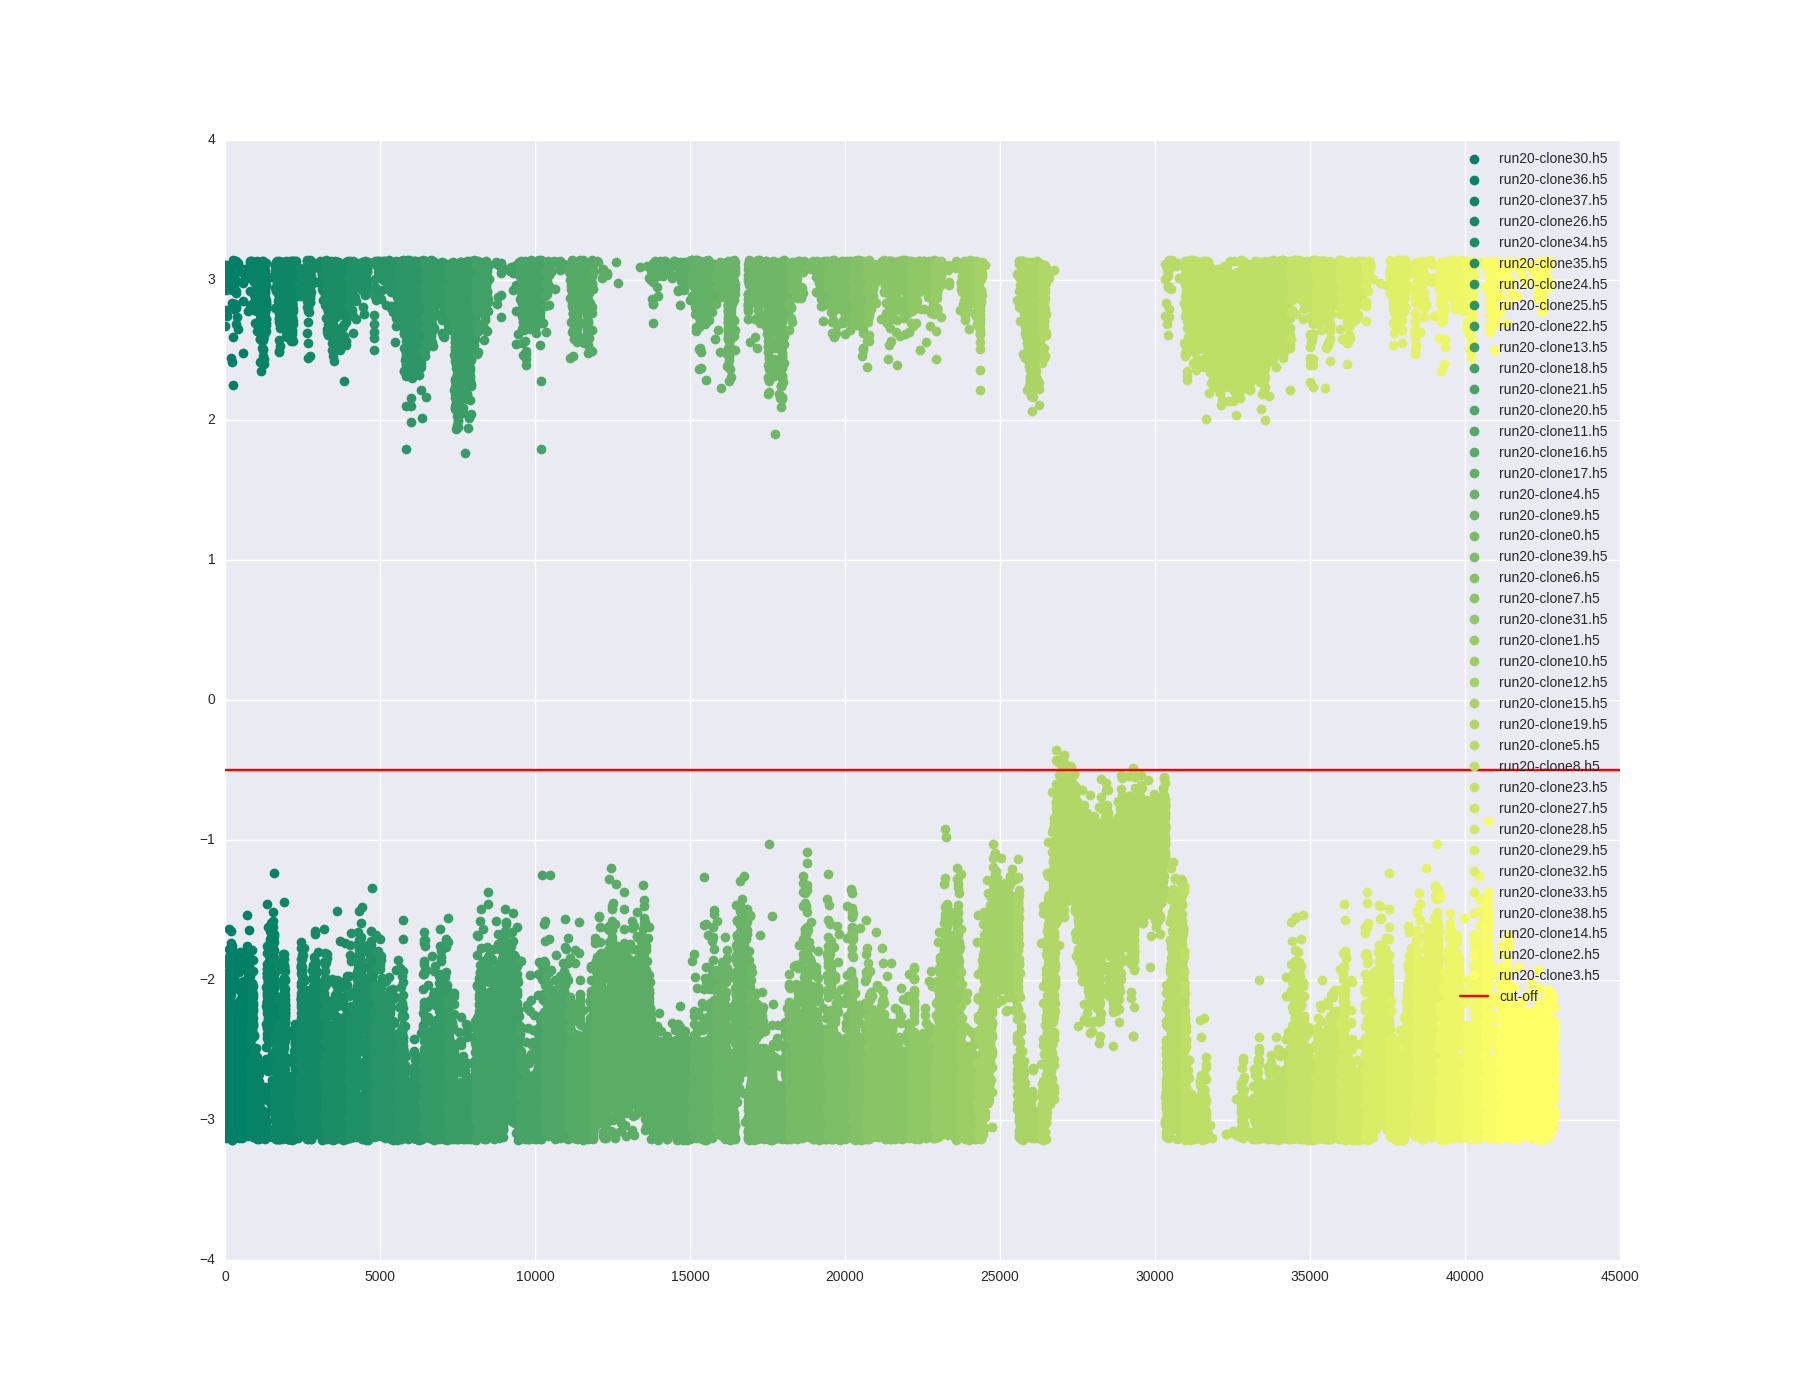 4
3
2
1
0
−1
−2
−3
−4
0 5000 10000 15000 20000 25000 30000 35000 40000 45000
run20-clone30.h5
run20-clone36.h5
run20-clone37.h5
run20-clone26.h5
run20-clone34.h5
run20-clone35.h5
run20-clone24.h5
run20-clone25.h5
run20-clone22.h5
run20-clone13.h5
run20-clone18.h5
run20-clone21.h5
run20-clone20.h5
run20-clone11.h5
run20-clone16.h5
run20-clone17.h5
run20-clone4.h5
run20-clone9.h5
run20-clone0.h5
run20-clone39.h5
run20-clone6.h5
run20-clone7.h5
run20-clone31.h5
run20-clone1.h5
run20-clone10.h5
run20-clone12.h5
run20-clone15.h5
run20-clone19.h5
run20-clone5.h5
run20-clone8.h5
run20-clone23.h5
run20-clone27.h5
run20-clone28.h5
run20-clone29.h5
run20-clone32.h5
run20-clone33.h5
run20-clone38.h5
run20-clone14.h5
run20-clone2.h5
run20-clone3.h5
cut-off